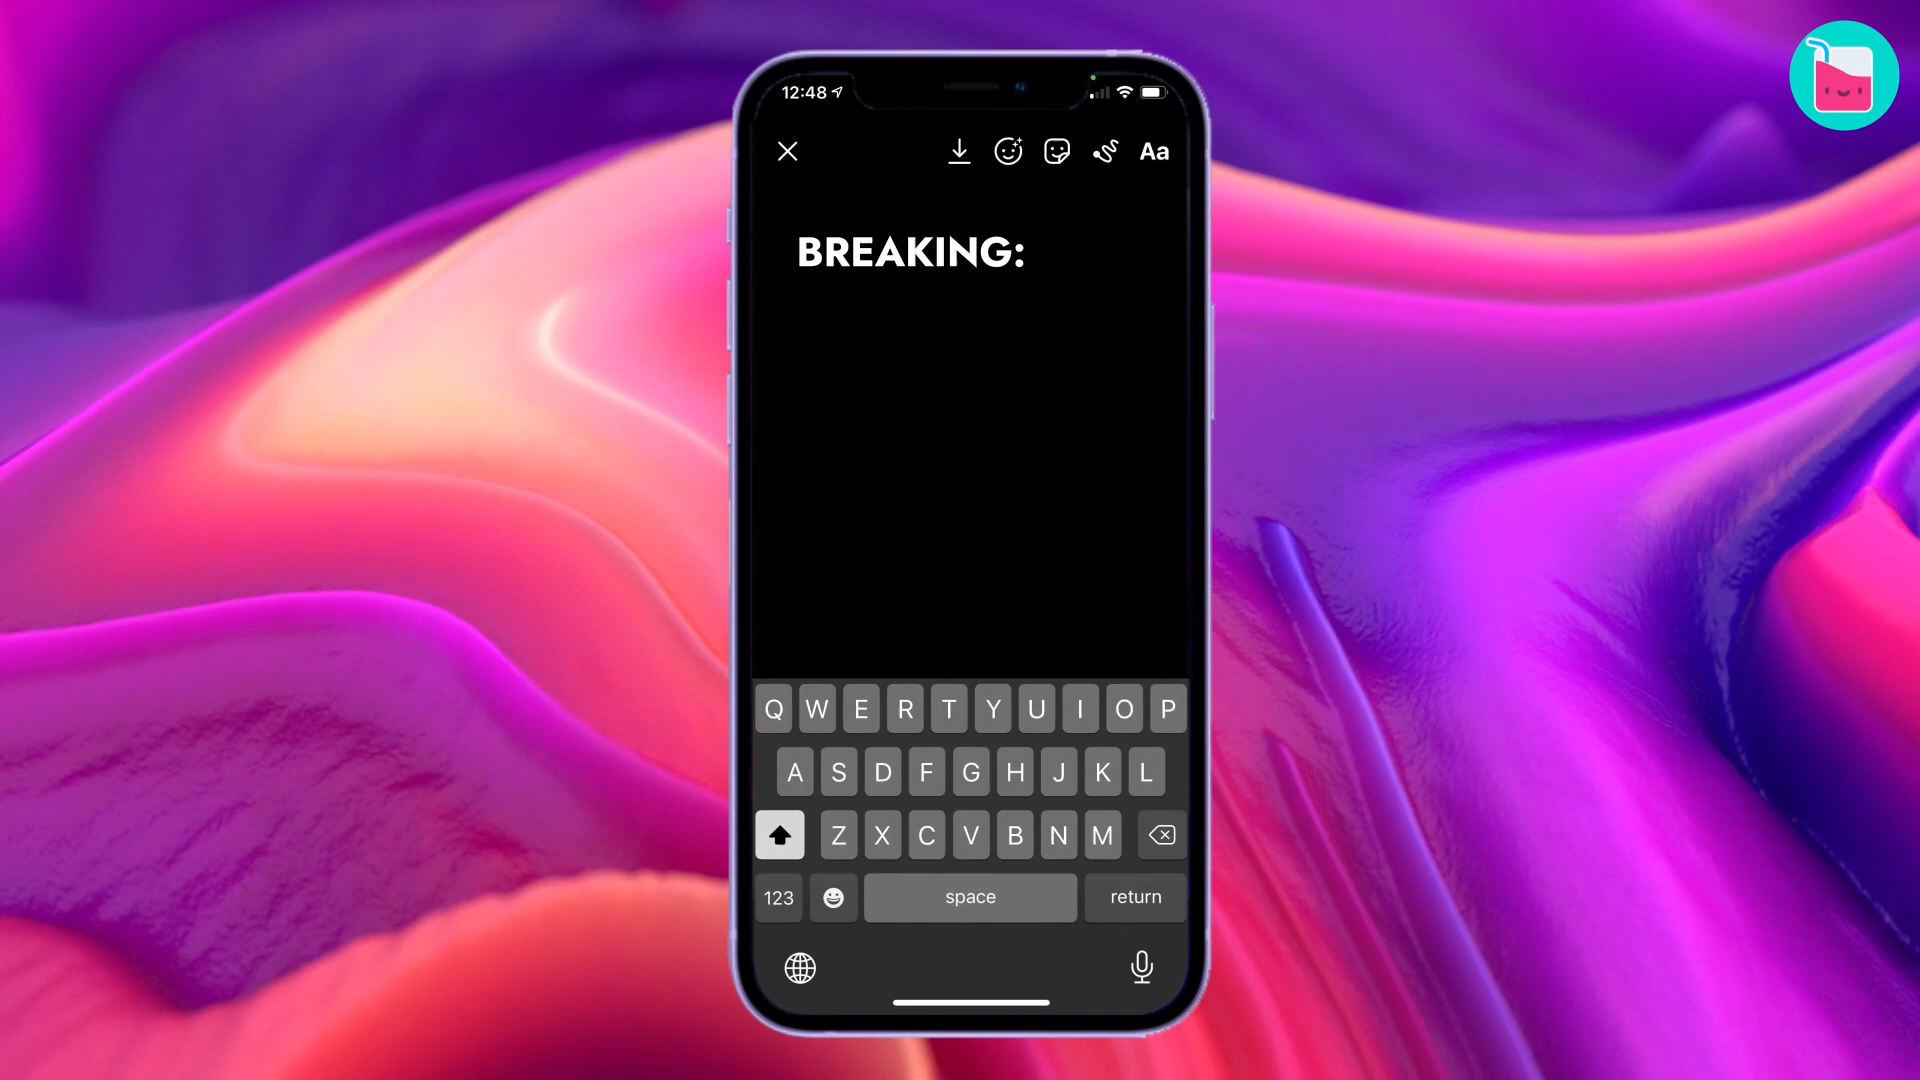 12:48
Aa
BREAKING:
Q W E R T Y U I O P
A S D F G H J K L
Z X C V B N M
123 space return